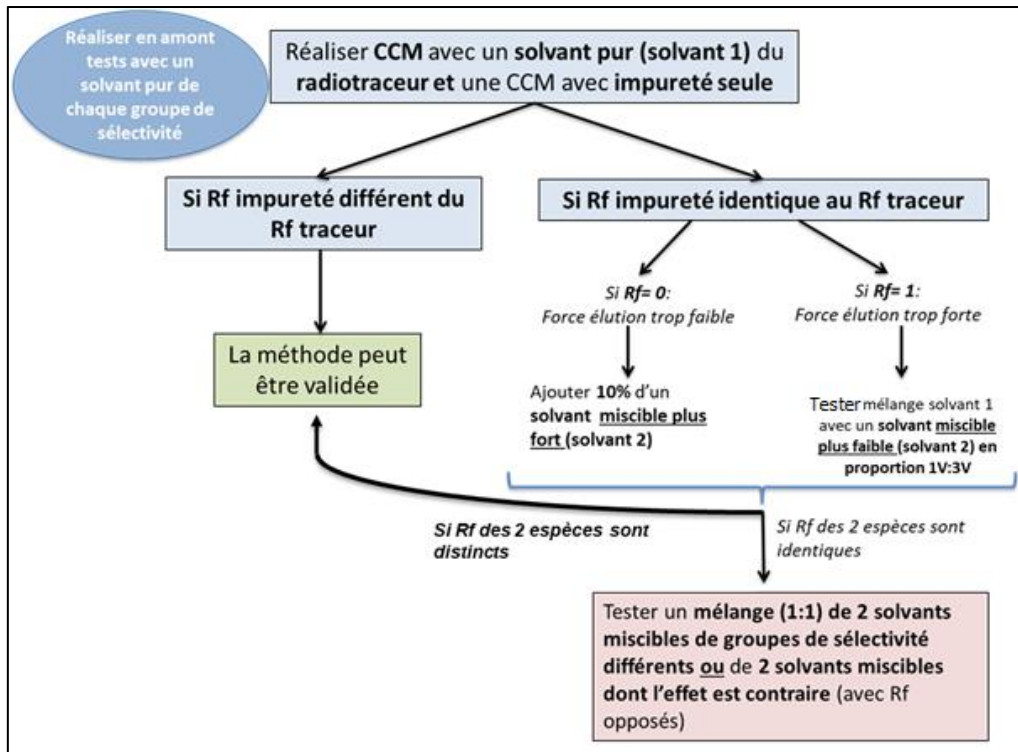 Réaliser en amont
tests avec un
solvant pur de
chaque groupe de
sélectivité
Réaliser CCM avec un solvant pur (solvant 1) du
radiotraceur et une CCM avec impureté seule
Si Rf impureté différent du
Rf traceur
Si Rf impureté identique au Rf traceur
Si Rf= 0:
Force élution trop faible
Si Rf= 1:
Force élution trop forte
La méthode peut
être validée
Ajouter 10% d'un
solvant miscible plus
fort (solvant 2)
Tester mélange solvant 1
avec un solvant miscible
plus faible (solvant 2) en
proportion 1V:3V
Si Rf des 2 espèces sont
distincts
Si Rf des 2 espèces sont
identiques
Tester un mélange (1:1) de 2 solvants
miscibles de groupes de sélectivité
différents ou de 2 solvants miscibles
dont l'effet est contraire (avec Rf
opposés)